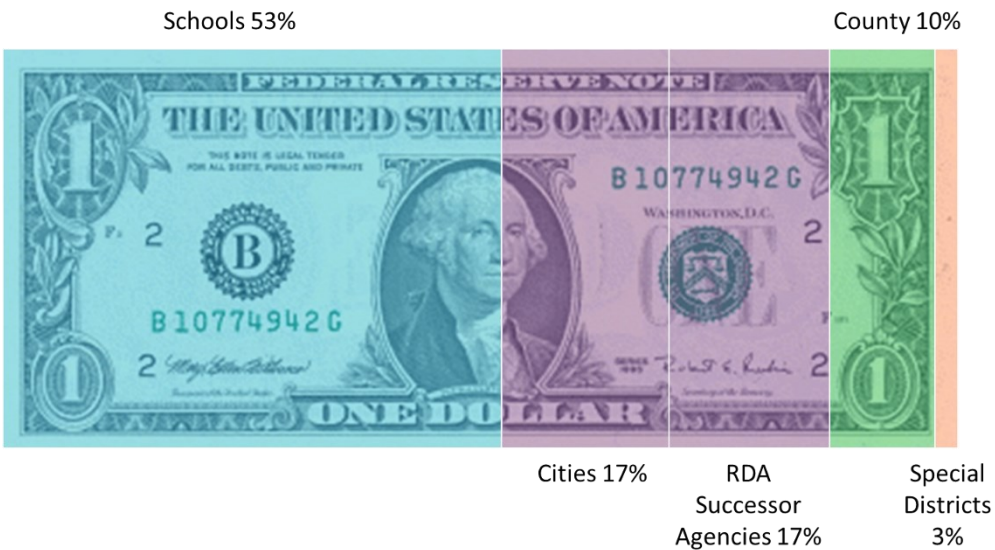 Schools 53%
County 10%
FEDERAL RESERVE NOTE
THE UNITED STATES OF AMERICA
THIS NOTE IS LEGAL TENDER
FOR ALL DEBTS, PUBLIC AND PRIVATE
B 10774942 G
WASHINGTON, D.C.
1
1
2
2
B
B 10774942 G
2
2
SERIES
1995
1
1
ONE DOLLAR
Cities 17%
RDA
Successor
Agencies 17%
Special
Districts
3%